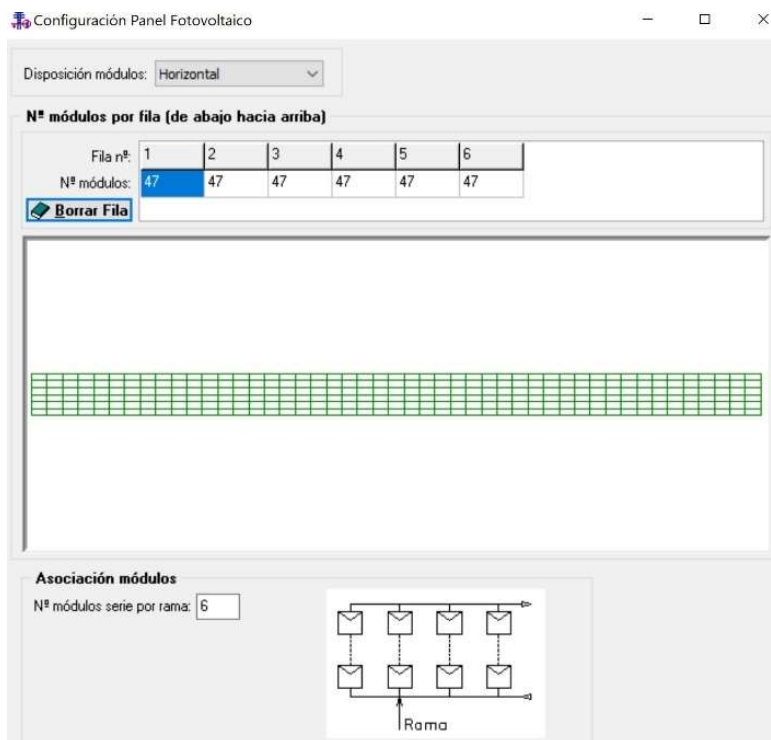 Configuración Panel Fotovoltaico
Disposición módulos: Horizontal
Nº módulos por fila (de abajo hacia arriba)
Fila nº: 1 2 3 4 5 6
Nº módulos: 47 47 47 47 47 47
Borrar Fila
Asociación módulos
Nº módulos serie por rama: 6
Rama